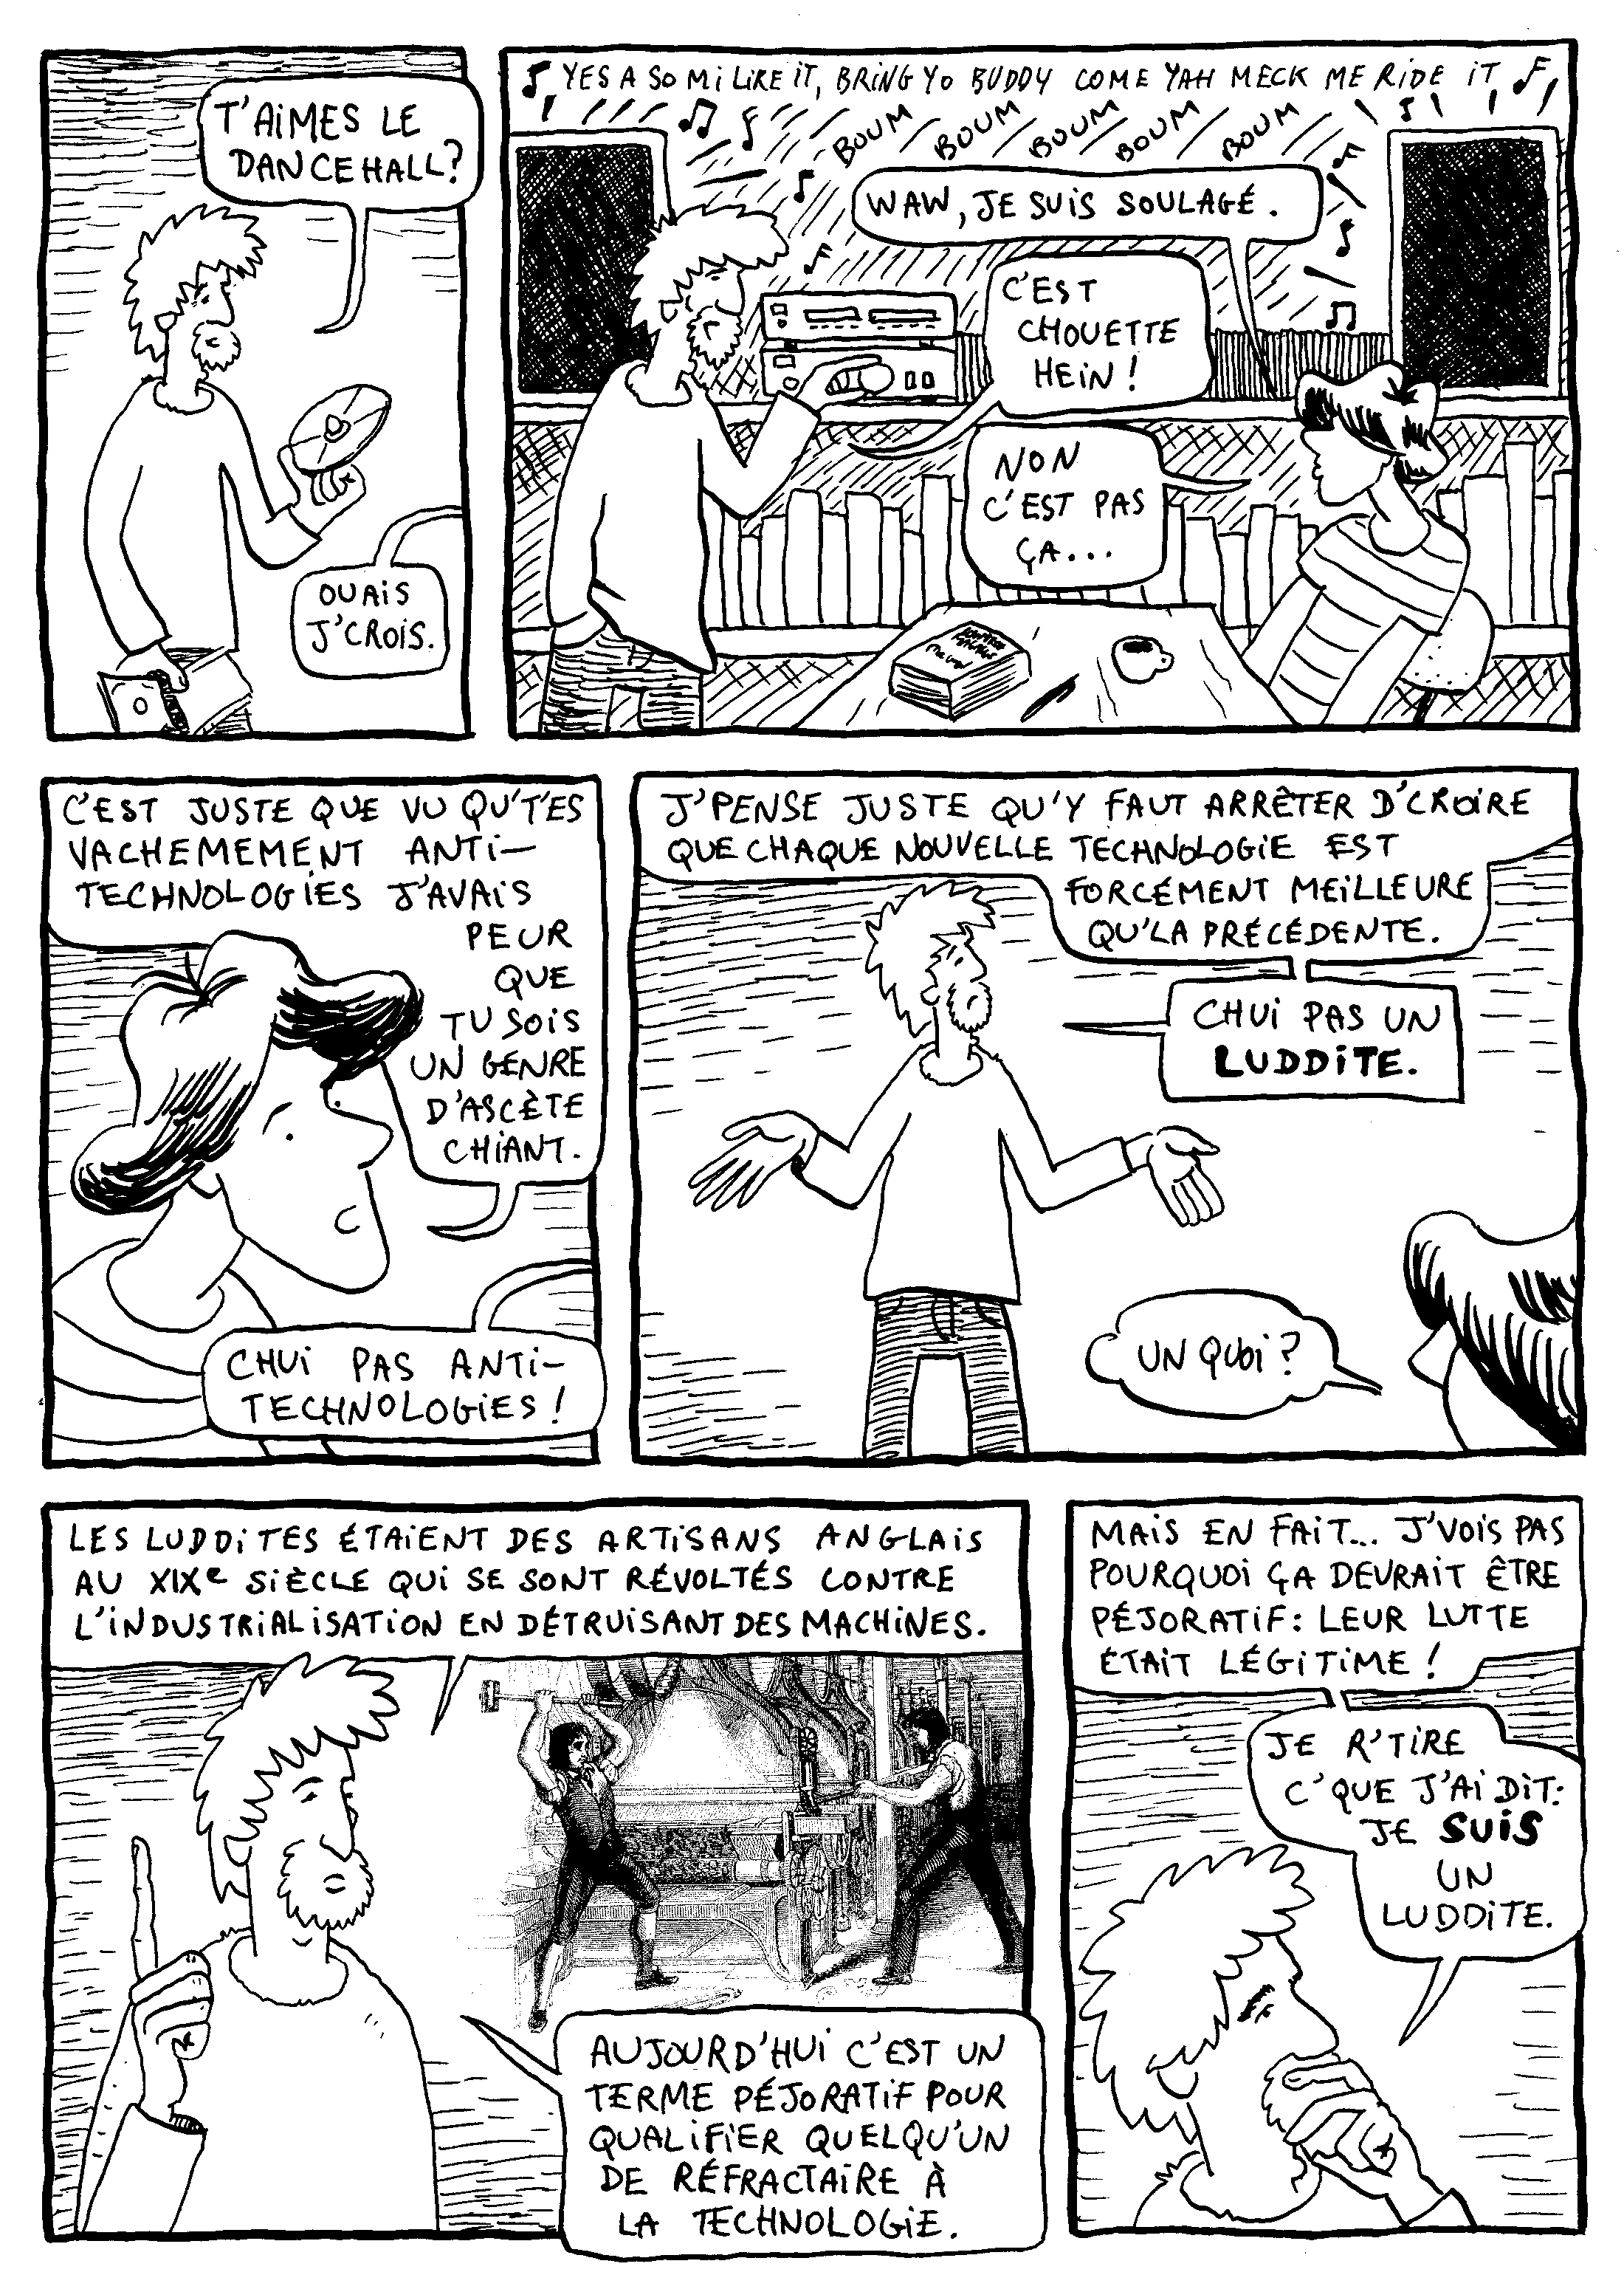 T'AIMES LE
DANCEHALL?
OUAIS
J'CROIS.
YES A SO MI LIKE IT, BRING YO BUDDY COME YAH MECK ME RIDE IT
BOUM BOUM BOUM BOUM BOUM
WAW, JE SUIS SOULAGÉ.
C'EST
CHOUETTE
HEIN !
NON
C'EST PAS
ÇA...
C'EST JUSTE QUE VU QU'T'ES
VACHEMEMENT ANTI-
TECHNOLOGIES J'AVAIS
PEUR
QUE
TU SOIS
UN GENRE
D'ASCÈTE
CHIANT.
CHUI PAS ANTI-
TECHNOLOGIES !
J'PENSE JUSTE QU'Y FAUT ARRÊTER D'CROIRE
QUE CHAQUE NOUVELLE TECHNOLOGIE EST
FORCÉMENT MEILLEURE
QU'LA PRÉCÉDENTE.
CHUI PAS UN
LUDDITE.
UN QUOI ?
LES LUDDITES ÉTAIENT DES ARTISANS ANGLAIS
AU XIXe SIÈCLE QUI SE SONT RÉVOLTÉS CONTRE
L'INDUSTRIALISATION EN DÉTRUISANT DES MACHINES.
AUJOURD'HUI C'EST UN
TERME PÉJORATIF POUR
QUALIFIER QUELQU'UN
DE RÉFRACTAIRE À
LA TECHNOLOGIE.
MAIS EN FAIT... J'VOIS PAS
POURQUOI ÇA DEVRAIT ÊTRE
PÉJORATIF : LEUR LUTTE
ÉTAIT LÉGITIME !
JE R'TIRE
C'QUE J'AI DIT :
JE SUIS
UN
LUDDITE.